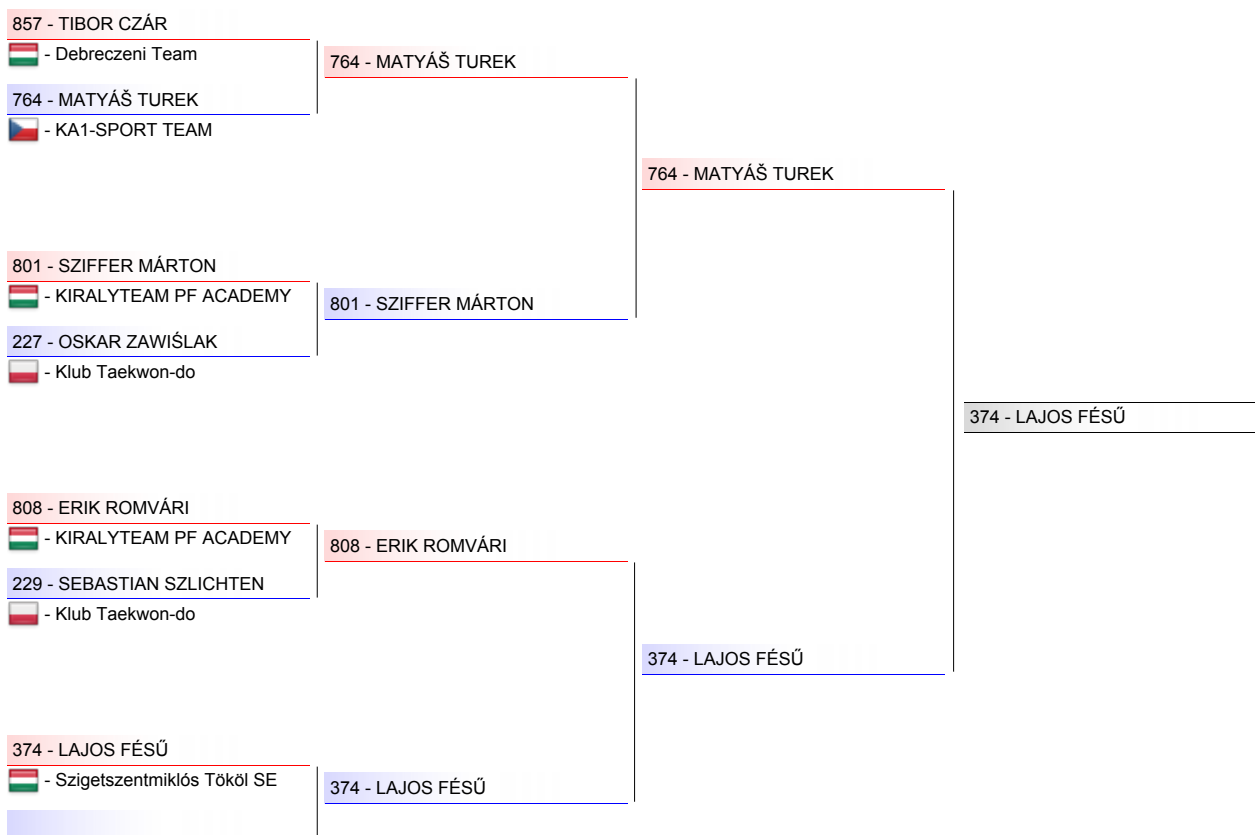 857 - TIBOR CZÁR
- Debreczeni Team
764 - MATYÁŠ TUREK
764 - MATYÁŠ TUREK
- KA1-SPORT TEAM
764 - MATYÁŠ TUREK
801 - SZIFFER MÁRTON
- KIRALYTEAM PF ACADEMY
801 - SZIFFER MÁRTON
227 - OSKAR ZAWIŚLAK
- Klub Taekwon-do
374 - LAJOS FÉSŰ
808 - ERIK ROMVÁRI
- KIRALYTEAM PF ACADEMY
808 - ERIK ROMVÁRI
229 - SEBASTIAN SZLICHTEN
- Klub Taekwon-do
374 - LAJOS FÉSŰ
374 - LAJOS FÉSŰ
- Szigetszentmiklós Tököl SE
374 - LAJOS FÉSŰ